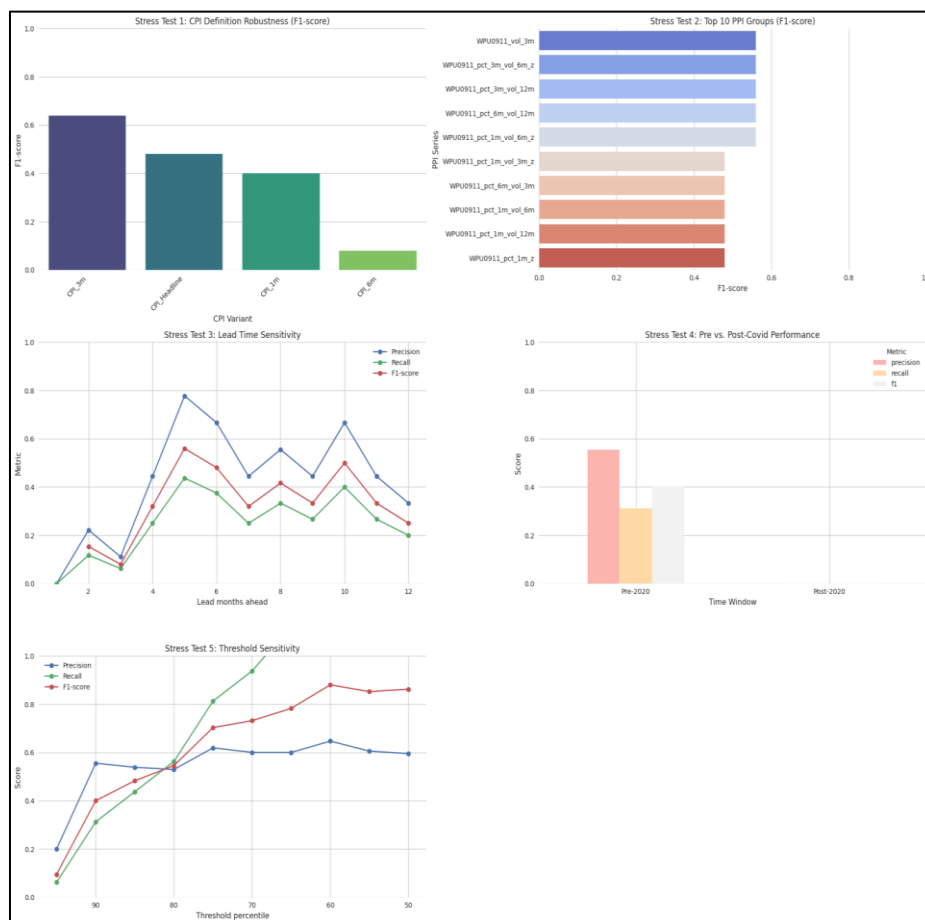 Stress Test 1: CPI Definition Robustness (F1-score)
1.0
0.8
0.6
0.4
0.2
0.0
F1-score
CPI_3m
CPI_Headline
CPI_1m
CPI_6m
CPI Variant
Stress Test 2: Top 10 PPI Groups (F1-score)
PPI Series
WPU0911_vol_3m
WPU0911_pct_3m_vol_6m_z
WPU0911_pct_3m_vol_12m
WPU0911_pct_6m_vol_12m
WPU0911_pct_1m_vol_6m_z
WPU0911_pct_1m_vol_3m_z
WPU0911_pct_6m_vol_3m
WPU0911_pct_1m_vol_6m
WPU0911_pct_1m_vol_12m
WPU0911_pct_1m_z
0.0 0.2 0.4 0.6 0.8 1
F1-score
Stress Test 3: Lead Time Sensitivity
Precision
Recall
F1-score
1.0
0.8
0.6
0.4
0.2
0.0
Metric
2 4 6 8 10 12
Lead months ahead
Stress Test 4: Pre vs. Post-Covid Performance
Metric
precision
recall
f1
1.0
0.8
0.6
0.4
0.2
0.0
Score
Pre-2020 Post-2020
Time Window
Stress Test 5: Threshold Sensitivity
Precision
Recall
F1-score
1.0
0.8
0.6
0.4
0.2
0.0
Score
90 80 70 60 50
Threshold percentile